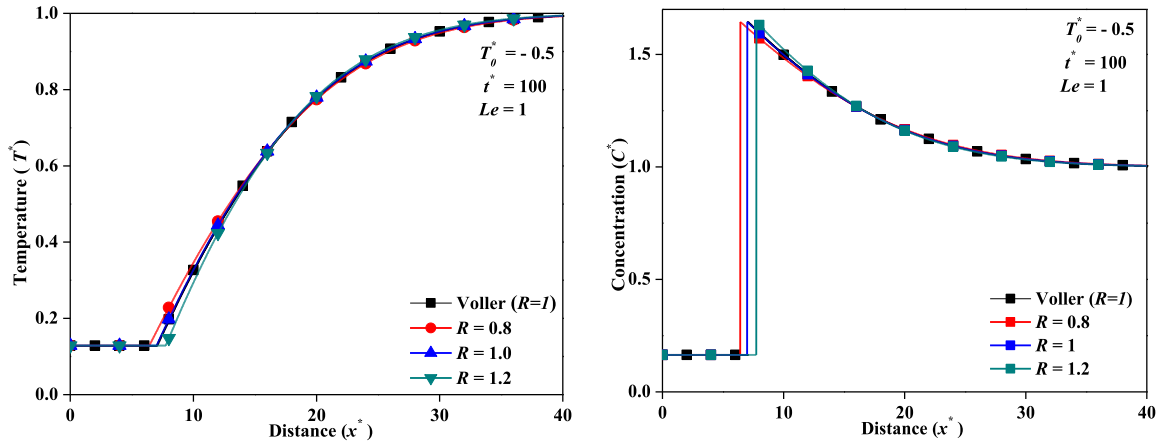 Temperature (T*)
1.0
0.8
0.6
0.4
0.2
0.0
0 10 20 30 40
Distance (x*)
T₀* = - 0.5
t* = 100
Le = 1
Voller (R=1)
R = 0.8
R = 1.0
R = 1.2
Concentration (C*)
1.5
1.0
0.5
0.0
0 10 20 30 40
Distance (x*)
T₀* = - 0.5
t* = 100
Le = 1
Voller (R=1)
R = 0.8
R = 1
R = 1.2